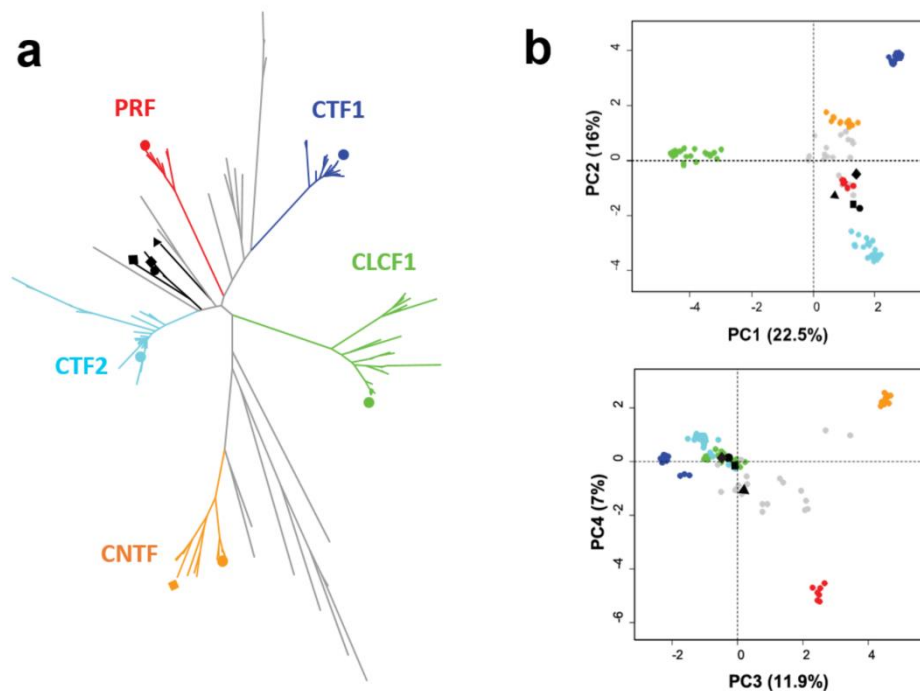 a
b
PRF
CTF1
CLCF1
CTF2
CNTF
PC2 (16%)
4
2
0
-2
-4
-4
-2
0
2
PC1 (22.5%)
PC4 (7%)
2
0
-2
-4
-6
-2
0
2
4
PC3 (11.9%)